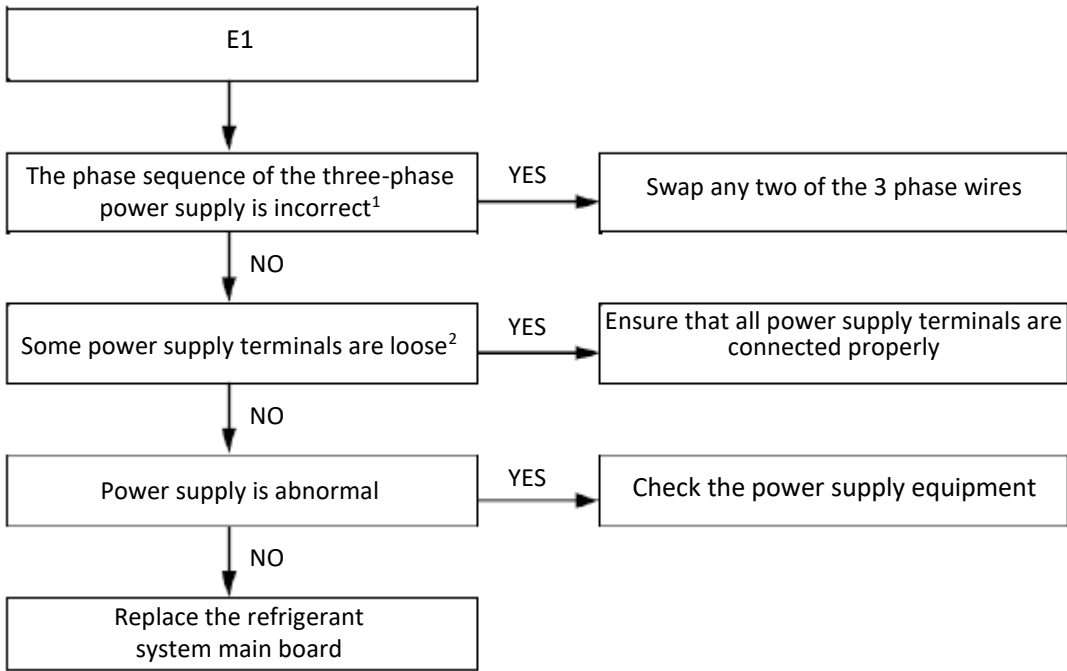 E1
The phase sequence of the three-phase
power supply is incorrect¹
YES
Swap any two of the 3 phase wires
NO
Some power supply terminals are loose²
YES
Ensure that all power supply terminals are
connected properly
NO
Power supply is abnormal
YES
Check the power supply equipment
NO
Replace the refrigerant
system main board